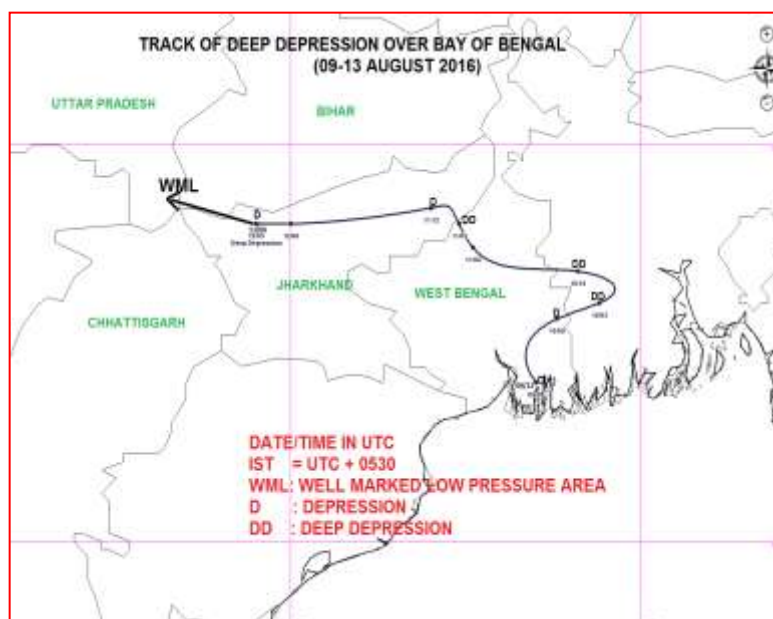 TRACK OF DEEP DEPRESSION OVER BAY OF BENGAL
(09-13 AUGUST 2016)
UTTAR PRADESH
BIHAR
WML
D
D
DD
Deep Depression
DD
JHARKHAND
WEST BENGAL
DD
D
CHHATTISGARH
DATE/TIME IN UTC
IST = UTC + 0530
WML: WELL MARKED LOW PRESSURE AREA
D : DEPRESSION
DD : DEEP DEPRESSION